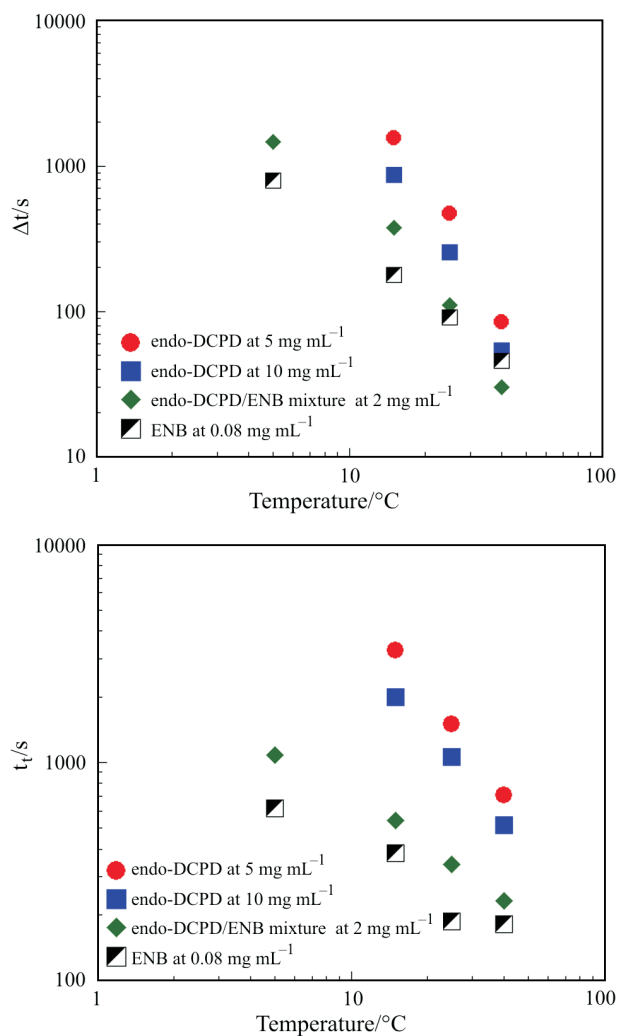 10000
1000
Δt/s
100
endo-DCPD at 5 mg mL⁻¹
endo-DCPD at 10 mg mL⁻¹
endo-DCPD/ENB mixture at 2 mg mL⁻¹
ENB at 0.08 mg mL⁻¹
10
1 10 100
Temperature/°C
10000
1000
tₜ/s
endo-DCPD at 5 mg mL⁻¹
endo-DCPD at 10 mg mL⁻¹
endo-DCPD/ENB mixture at 2 mg mL⁻¹
ENB at 0.08 mg mL⁻¹
100
1 10 100
Temperature/°C